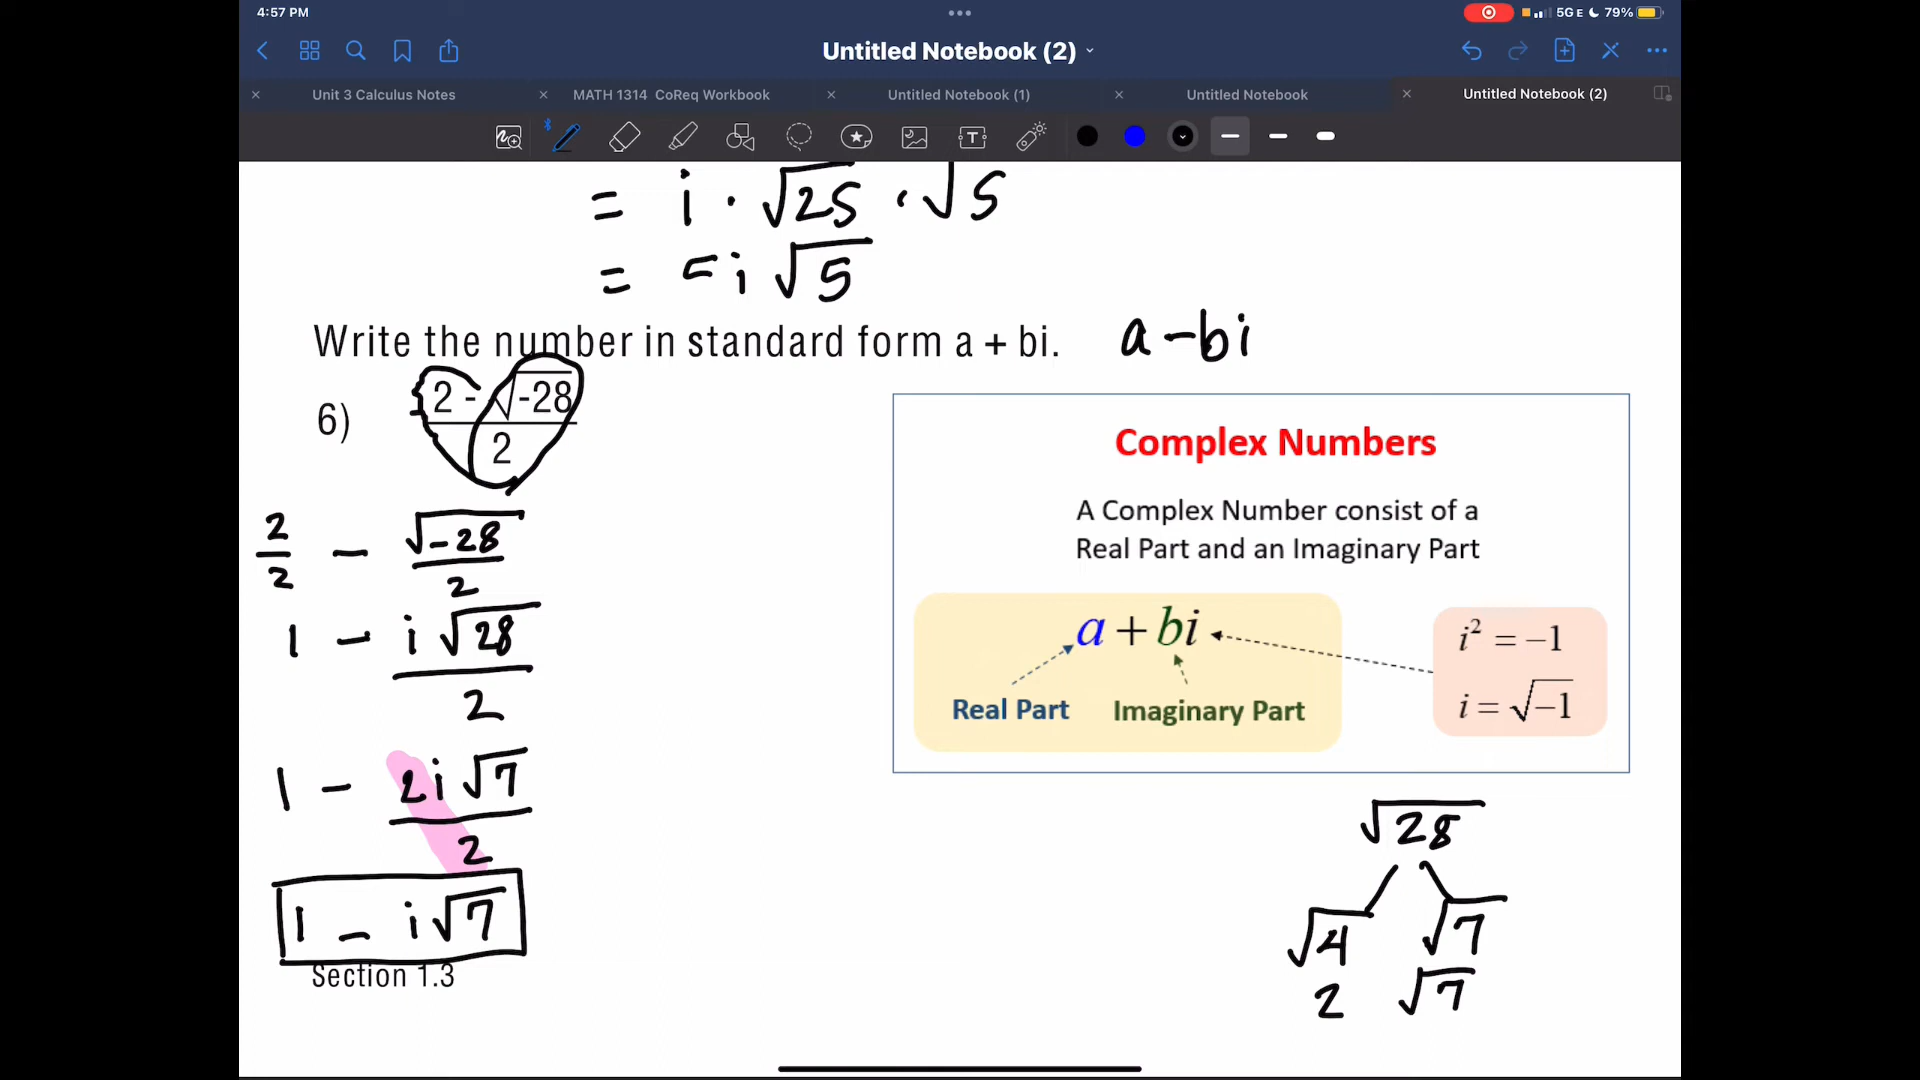 4:57 PM
5G E 79%
Untitled Notebook (2)
Unit 3 Calculus Notes
MATH 1314 CoReq Workbook
Untitled Notebook (1)
Untitled Notebook
Untitled Notebook (2)
= i · √25 · √5
= 5i √5
Write the number in standard form a + bi. a - bi
6) (2 - √-28)/2
2/2 - √-28/2
1 - i√28/2
1 - 2i√7/2
1 - i√7
Section 1.3
Complex Numbers
A Complex Number consist of a
Real Part and an Imaginary Part
a + bi
Real Part Imaginary Part
i² = -1
i = √-1
√28
√4 √7
2 √7